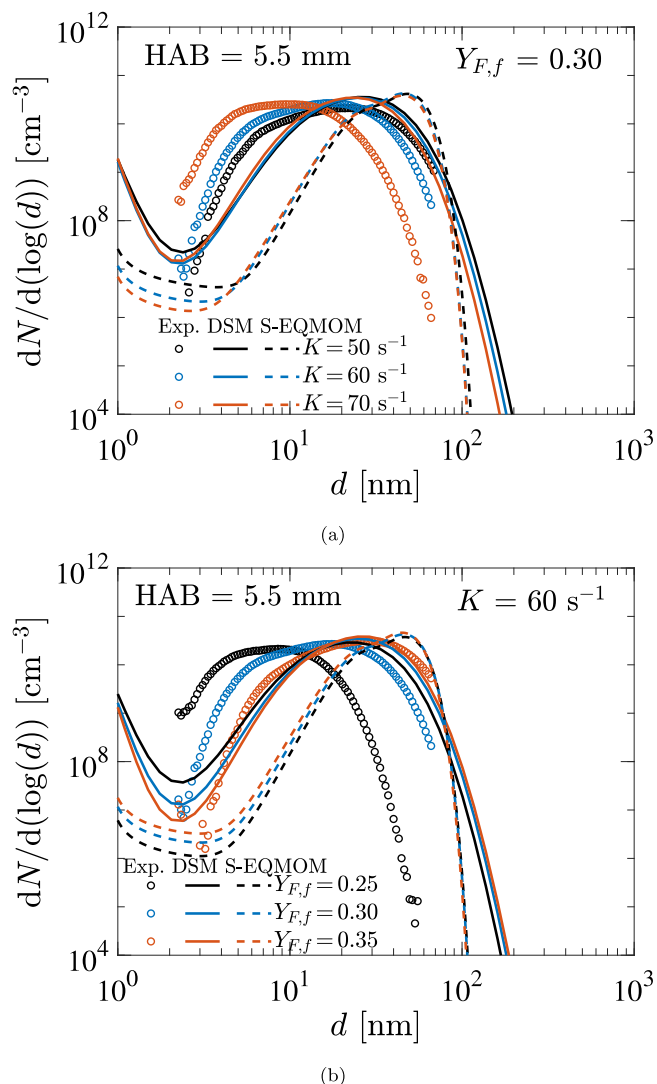 10^12
HAB = 5.5 mm
Y_{F,f} = 0.30
dN/d(log(d)) [cm^{-3}]
10^8
Exp. DSM S-EQMOM
K = 50 s^{-1}
K = 60 s^{-1}
K = 70 s^{-1}
10^4
10^0 10^1 10^2 10^3
d [nm]
(a)
10^12
HAB = 5.5 mm
K = 60 s^{-1}
dN/d(log(d)) [cm^{-3}]
10^8
Exp. DSM S-EQMOM
Y_{F,f} = 0.25
Y_{F,f} = 0.30
Y_{F,f} = 0.35
10^4
10^0 10^1 10^2 10^3
d [nm]
(b)